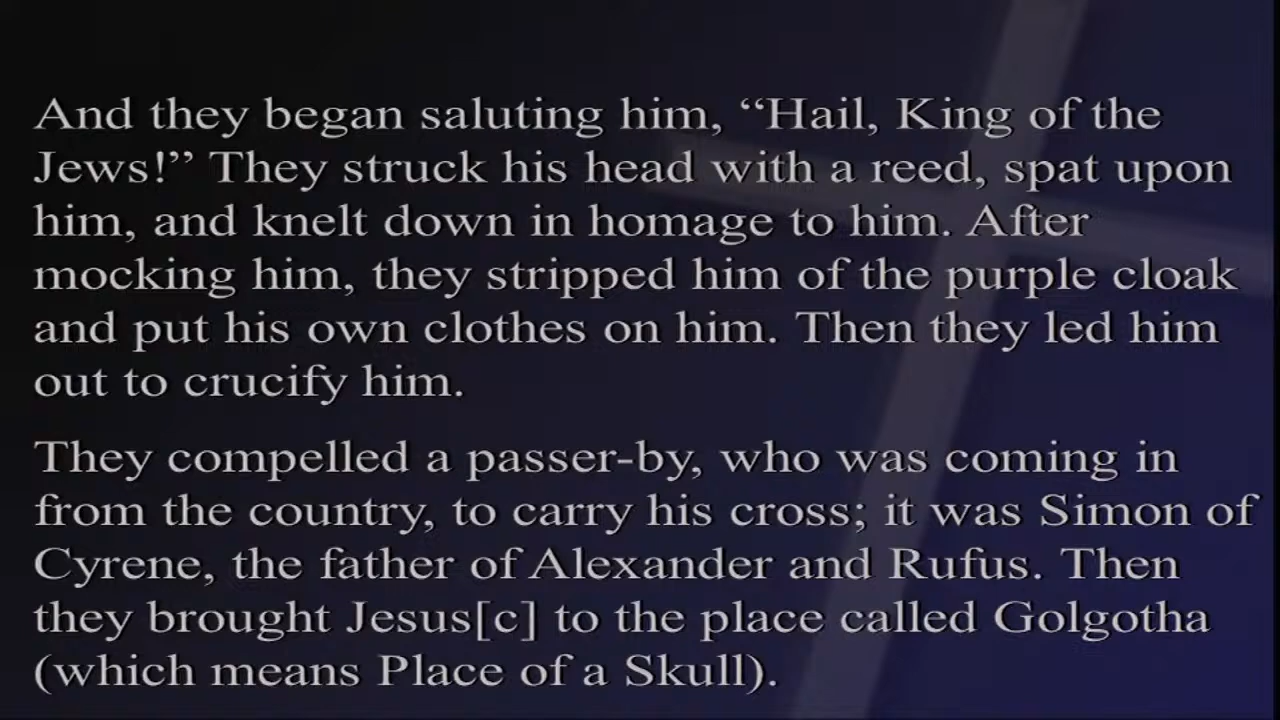 And they began saluting him, “Hail, King of the
Jews!” They struck his head with a reed, spat upon
him, and knelt down in homage to him. After
mocking him, they stripped him of the purple cloak
and put his own clothes on him. Then they led him
out to crucify him.
They compelled a passer-by, who was coming in
from the country, to carry his cross; it was Simon of
Cyrene, the father of Alexander and Rufus. Then
they brought Jesus[c] to the place called Golgotha
(which means Place of a Skull).